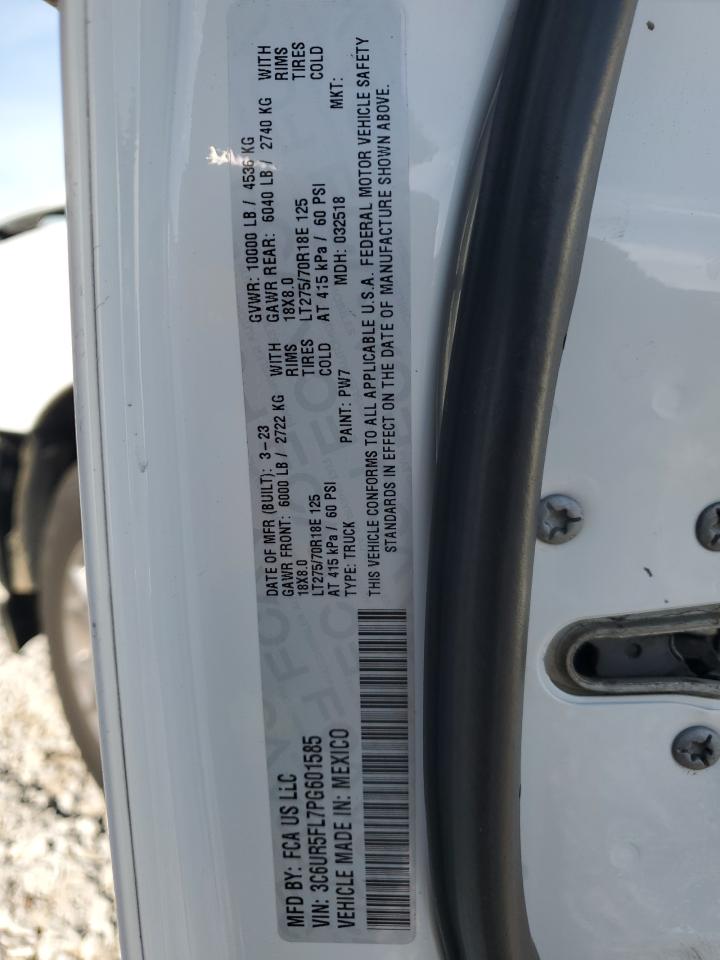 MFD BY: FCA US LLC
VIN: 3C6UR5FL7PG601585
VEHICLE MADE IN: MEXICO
DATE OF MFR (BUILT): 3-23
GVWR: 10000 LB / 4536 KG
GAWR FRONT: 6000 LB / 2722 KG WITH
GAWR REAR: 6040 LB / 2740 KG WITH
18X8.0 RIMS
18X8.0 RIMS
LT275/70R18E 125 TIRES
LT275/70R18E 125 TIRES
AT 415 kPa / 60 PSI COLD
AT 415 kPa / 60 PSI COLD
TYPE: TRUCK PAINT: PW7 MDH: 032518 MKT:
THIS VEHICLE CONFORMS TO ALL APPLICABLE U.S.A. FEDERAL MOTOR VEHICLE SAFETY
STANDARDS IN EFFECT ON THE DATE OF MANUFACTURE SHOWN ABOVE.